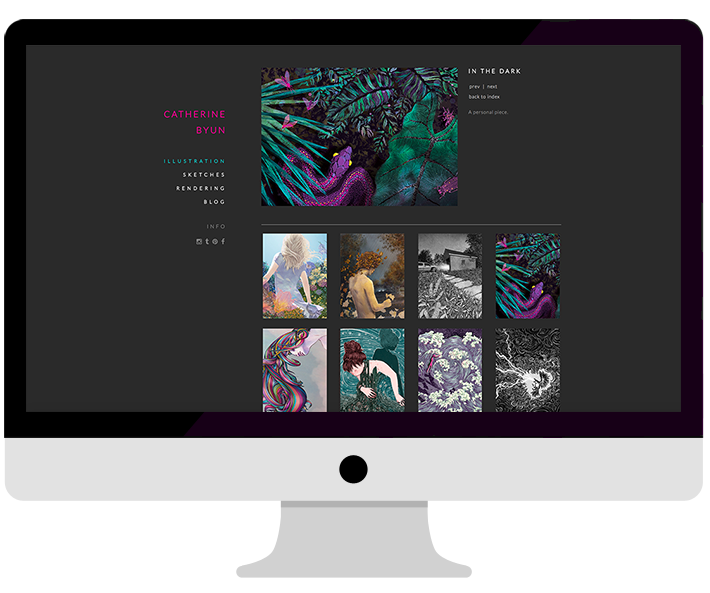 CATHERINE
BYUN
ILLUSTRATION
SKETCHES
RENDERING
BLOG
INFO
IN THE DARK
prev | next
back to index
A personal piece.